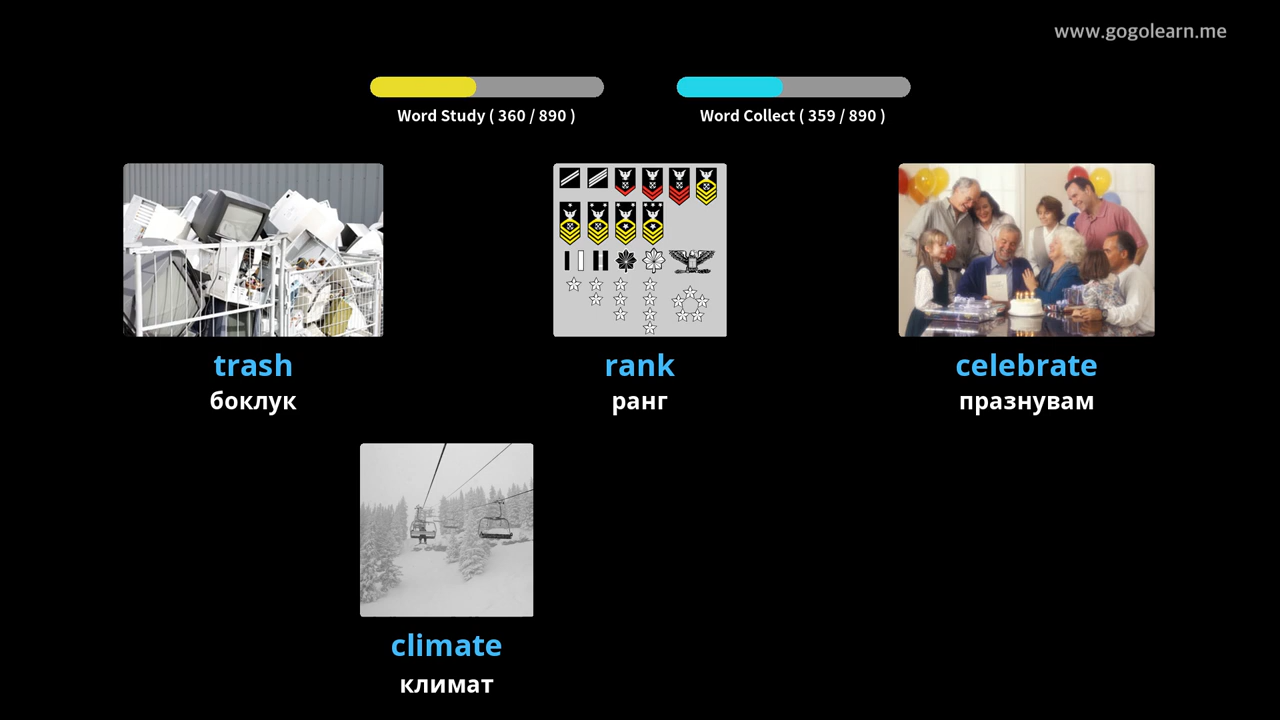 www.gogolearn.me
Word Study ( 360 / 890 )
Word Collect ( 359 / 890 )
trash
боклук
rank
ранг
celebrate
празнувам
climate
климат